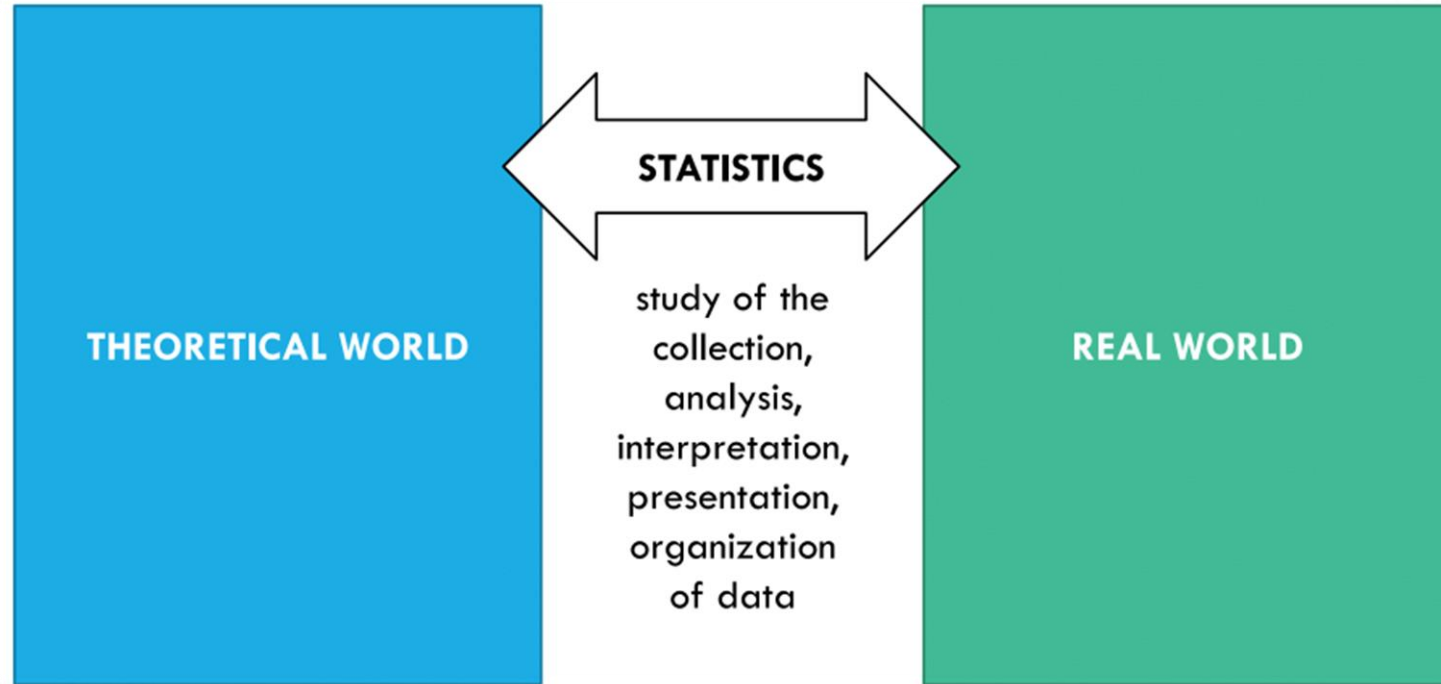 STATISTICS
THEORETICAL WORLD
study of the
collection,
analysis,
interpretation,
presentation,
organization
of data
REAL WORLD